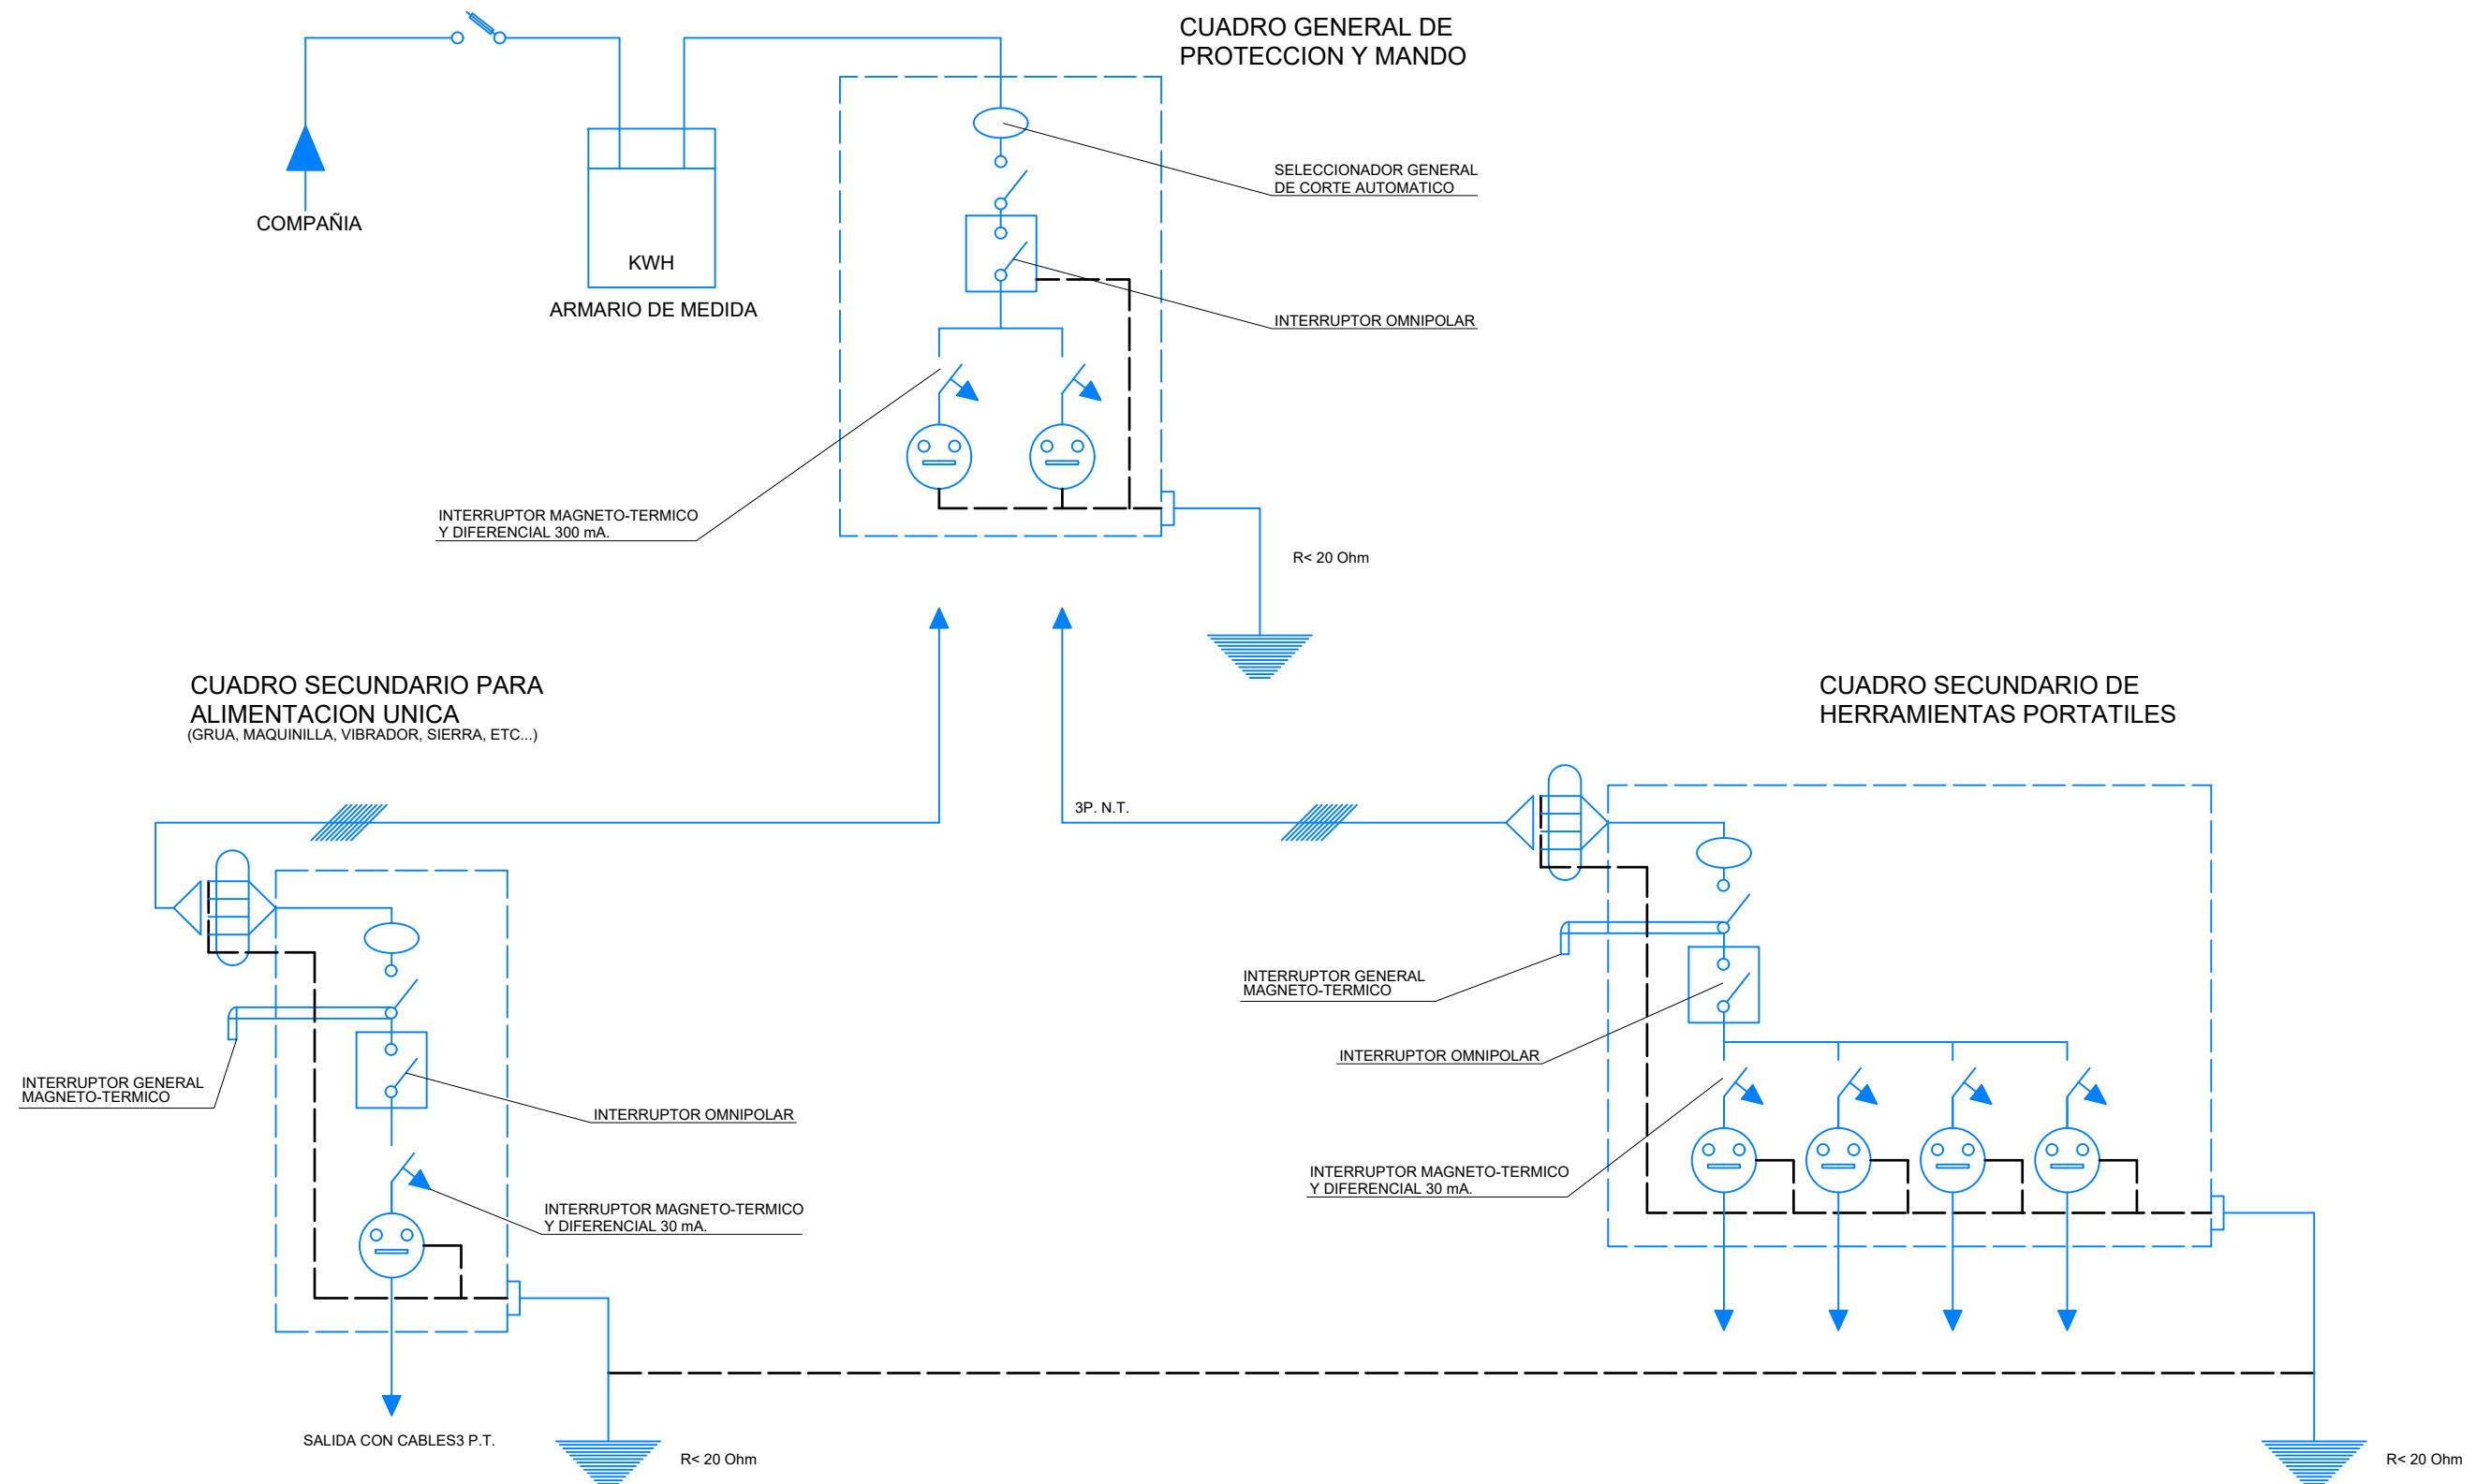 CUADRO GENERAL DE
PROTECCION Y MANDO
SELECCIONADOR GENERAL
DE CORTE AUTOMATICO
COMPAÑIA
KWH
ARMARIO DE MEDIDA
INTERRUPTOR OMNIPOLAR
INTERRUPTOR MAGNETO-TERMICO
Y DIFERENCIAL 300 mA.
R< 20 Ohm
CUADRO SECUNDARIO PARA
ALIMENTACION UNICA
(GRUA, MAQUINILLA, VIBRADOR, SIERRA, ETC...)
CUADRO SECUNDARIO DE
HERRAMIENTAS PORTATILES
3P. N.T.
INTERRUPTOR GENERAL
MAGNETO-TERMICO
INTERRUPTOR OMNIPOLAR
INTERRUPTOR GENERAL
MAGNETO-TERMICO
INTERRUPTOR OMNIPOLAR
INTERRUPTOR MAGNETO-TERMICO
Y DIFERENCIAL 30 mA.
INTERRUPTOR MAGNETO-TERMICO
Y DIFERENCIAL 30 mA.
SALIDA CON CABLES3 P.T.
R< 20 Ohm
R< 20 Ohm